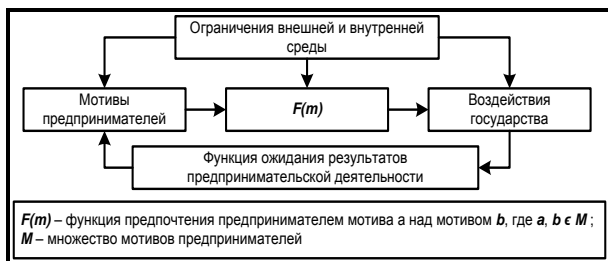 Ограничения внешней и внутренней
среды
Мотивы
предпринимателей
F(m)
Воздействия
государства
Функция ожидания результатов
предпринимательской деятельности
F(m) – функция предпочтения предпринимателем мотива а над мотивом b, где a, b є M ;
M – множество мотивов предпринимателей